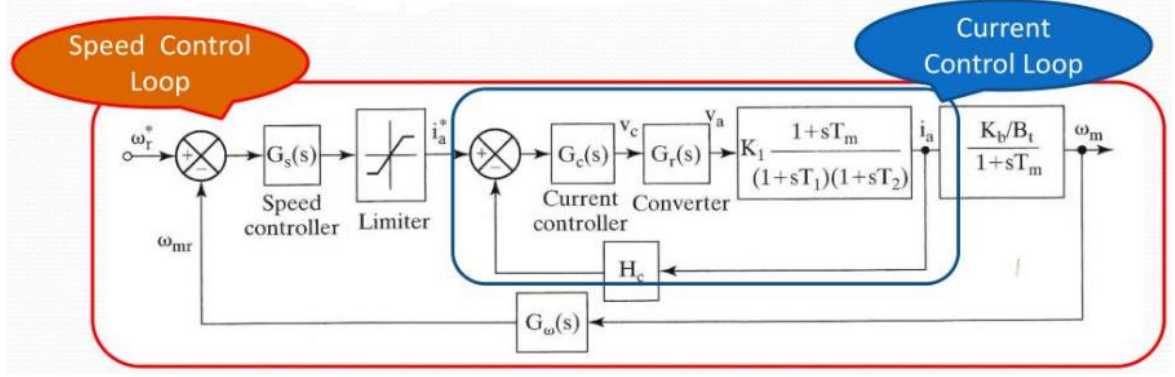 Speed Control
Loop
Current
Control Loop
ω*r
+
−
Gs(s)
Speed
controller
Limiter
i*a
+
−
Gc(s)
Current
controller
vc
Gr(s)
Converter
va
K1 1+sTm
(1+sT1)(1+sT2)
ia
Kb/Bt
1+sTm
ωm
ωmr
Hc
Gω(s)